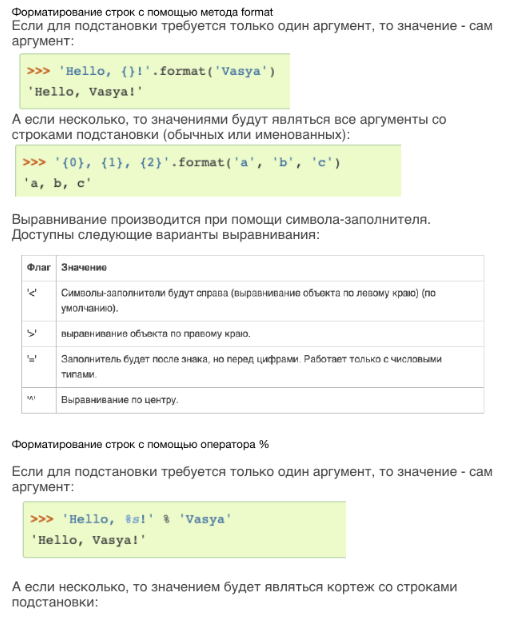 Форматирование строк с помощью метода format
Если для подстановки требуется только один аргумент, то значение - сам
аргумент:
>>> 'Hello, {}!'.format('Vasya')
'Hello, Vasya!'
А если несколько, то значениями будут являться все аргументы со
строками подстановки (обычных или именованных):
>>> '{0}, {1}, {2}'.format('a', 'b', 'c')
'a, b, c'
Выравнивание производится при помощи символа-заполнителя.
Доступны следующие варианты выравнивания:
Флаг Значение
'<' Символы-заполнители будут справа (выравнивание объекта по левому краю) (по
умолчанию).
'>' выравнивание объекта по правому краю.
'=' Заполнитель будет после знака, но перед цифрами. Работает только с числовыми
типами.
'^' Выравнивание по центру.
Форматирование строк с помощью оператора %
Если для подстановки требуется только один аргумент, то значение - сам
аргумент:
>>> 'Hello, %s!' % 'Vasya'
'Hello, Vasya!'
А если несколько, то значением будет являться кортеж со строками
подстановки: